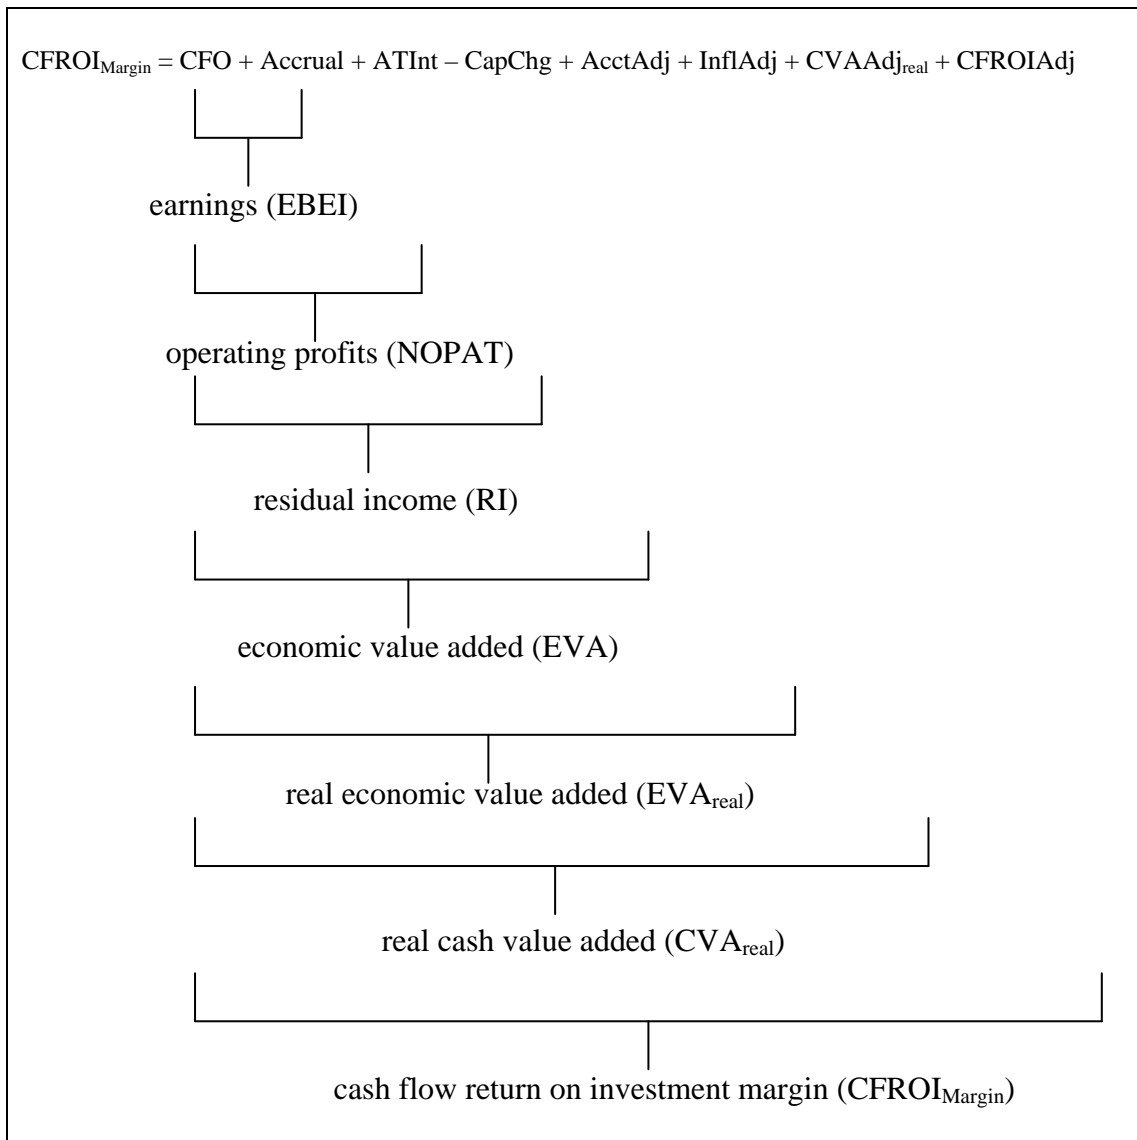 CFROI_Margin = CFO + Accrual + ATInt – CapChg + AcctAdj + InflAdj + CVAAdj_real + CFROIAdj
earnings (EBEI)
operating profits (NOPAT)
residual income (RI)
economic value added (EVA)
real economic value added (EVA_real)
real cash value added (CVA_real)
cash flow return on investment margin (CFROI_Margin)